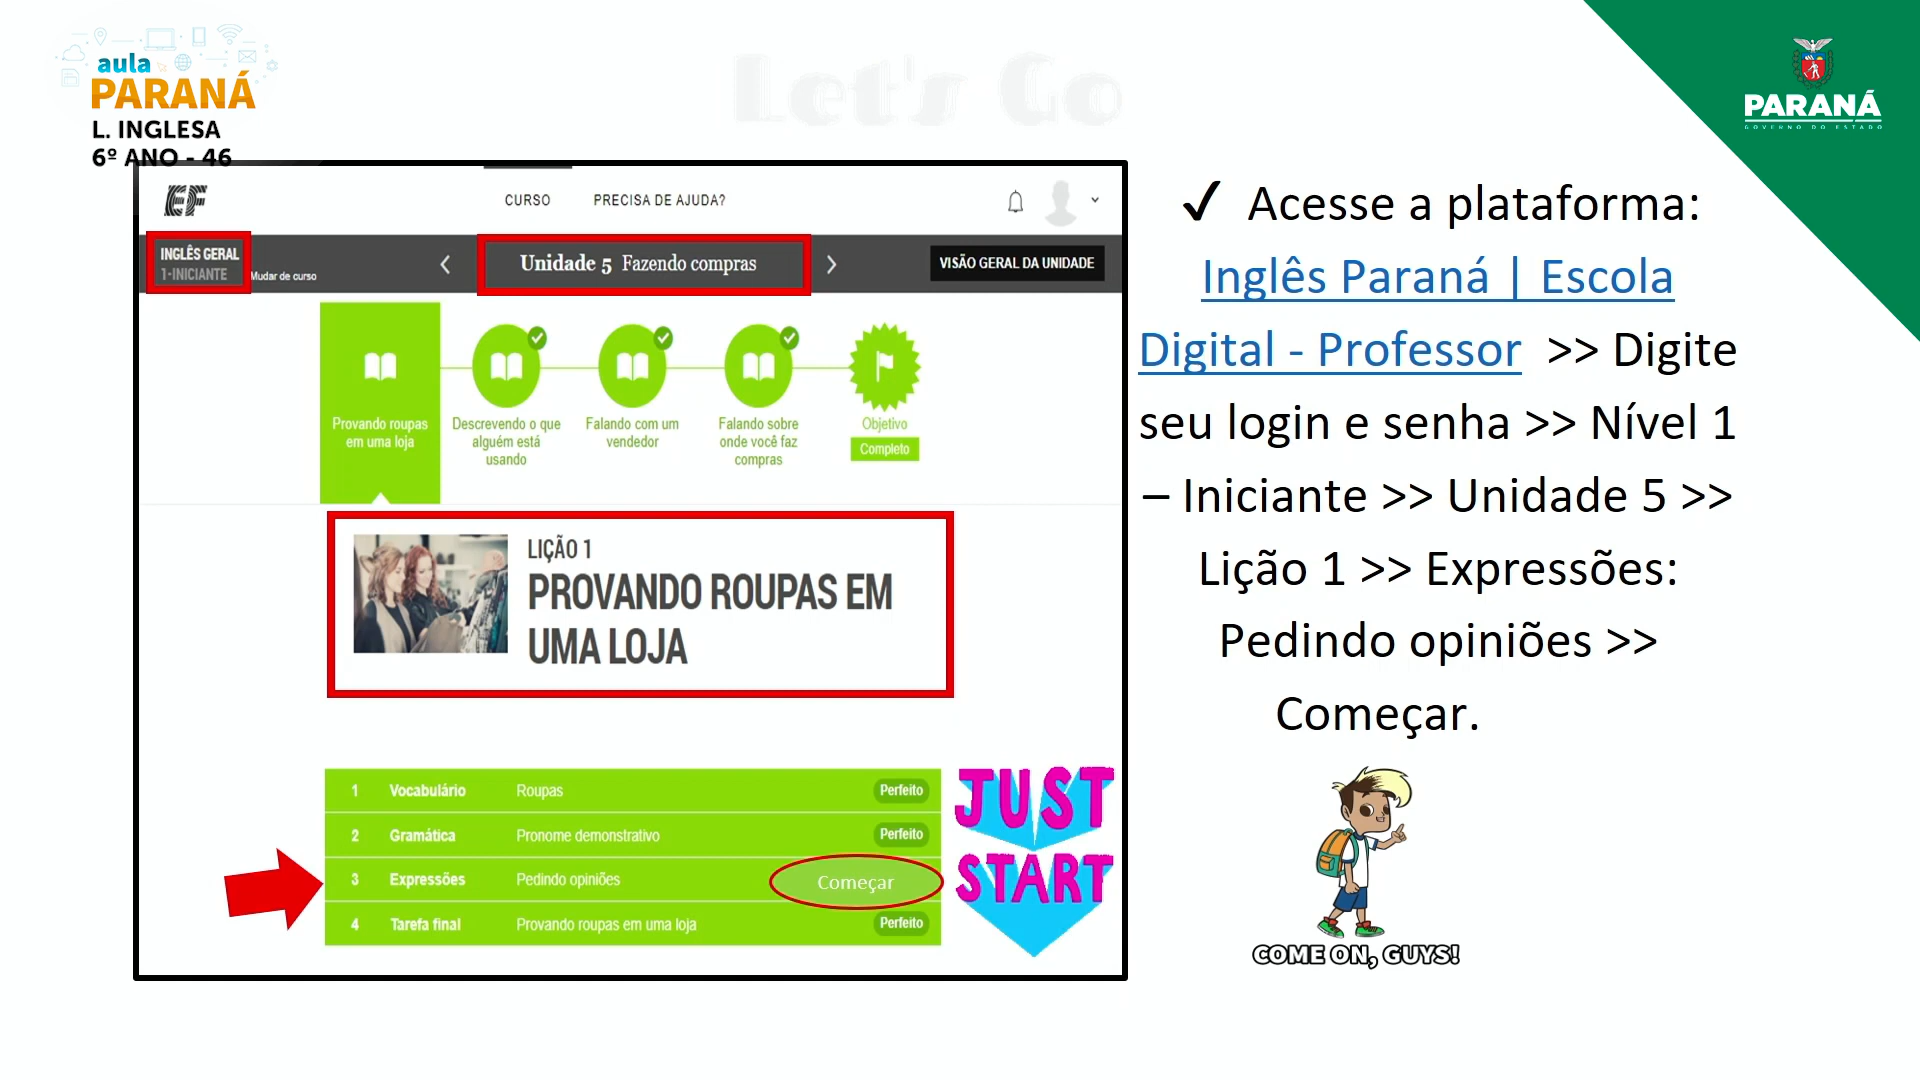 Let's Go
aula
PARANÁ
L. INGLESA
6º ANO - 46
PARANÁ
GOVERNO DO ESTADO
EF
CURSO
PRECISA DE AJUDA?
INGLÊS GERAL
1-INICIANTE
Mudar de curso
Unidade 5 Fazendo compras
VISÃO GERAL DA UNIDADE
Provando roupas
em uma loja
Descrevendo o que
alguém está
usando
Falando com um
vendedor
Falando sobre
onde você faz
compras
Objetivo
Completo
LIÇÃO 1
PROVANDO ROUPAS EM
UMA LOJA
1 Vocabulário Roupas Perfeito
2 Gramática Pronome demonstrativo Perfeito
3 Expressões Pedindo opiniões Começar
4 Tarefa final Provando roupas em uma loja Perfeito
JUST
START
✓ Acesse a plataforma:
Inglês Paraná | Escola
Digital - Professor >> Digite
seu login e senha >> Nível 1
– Iniciante >> Unidade 5 >>
Lição 1 >> Expressões:
Pedindo opiniões >>
Começar.
COME ON, GUYS!